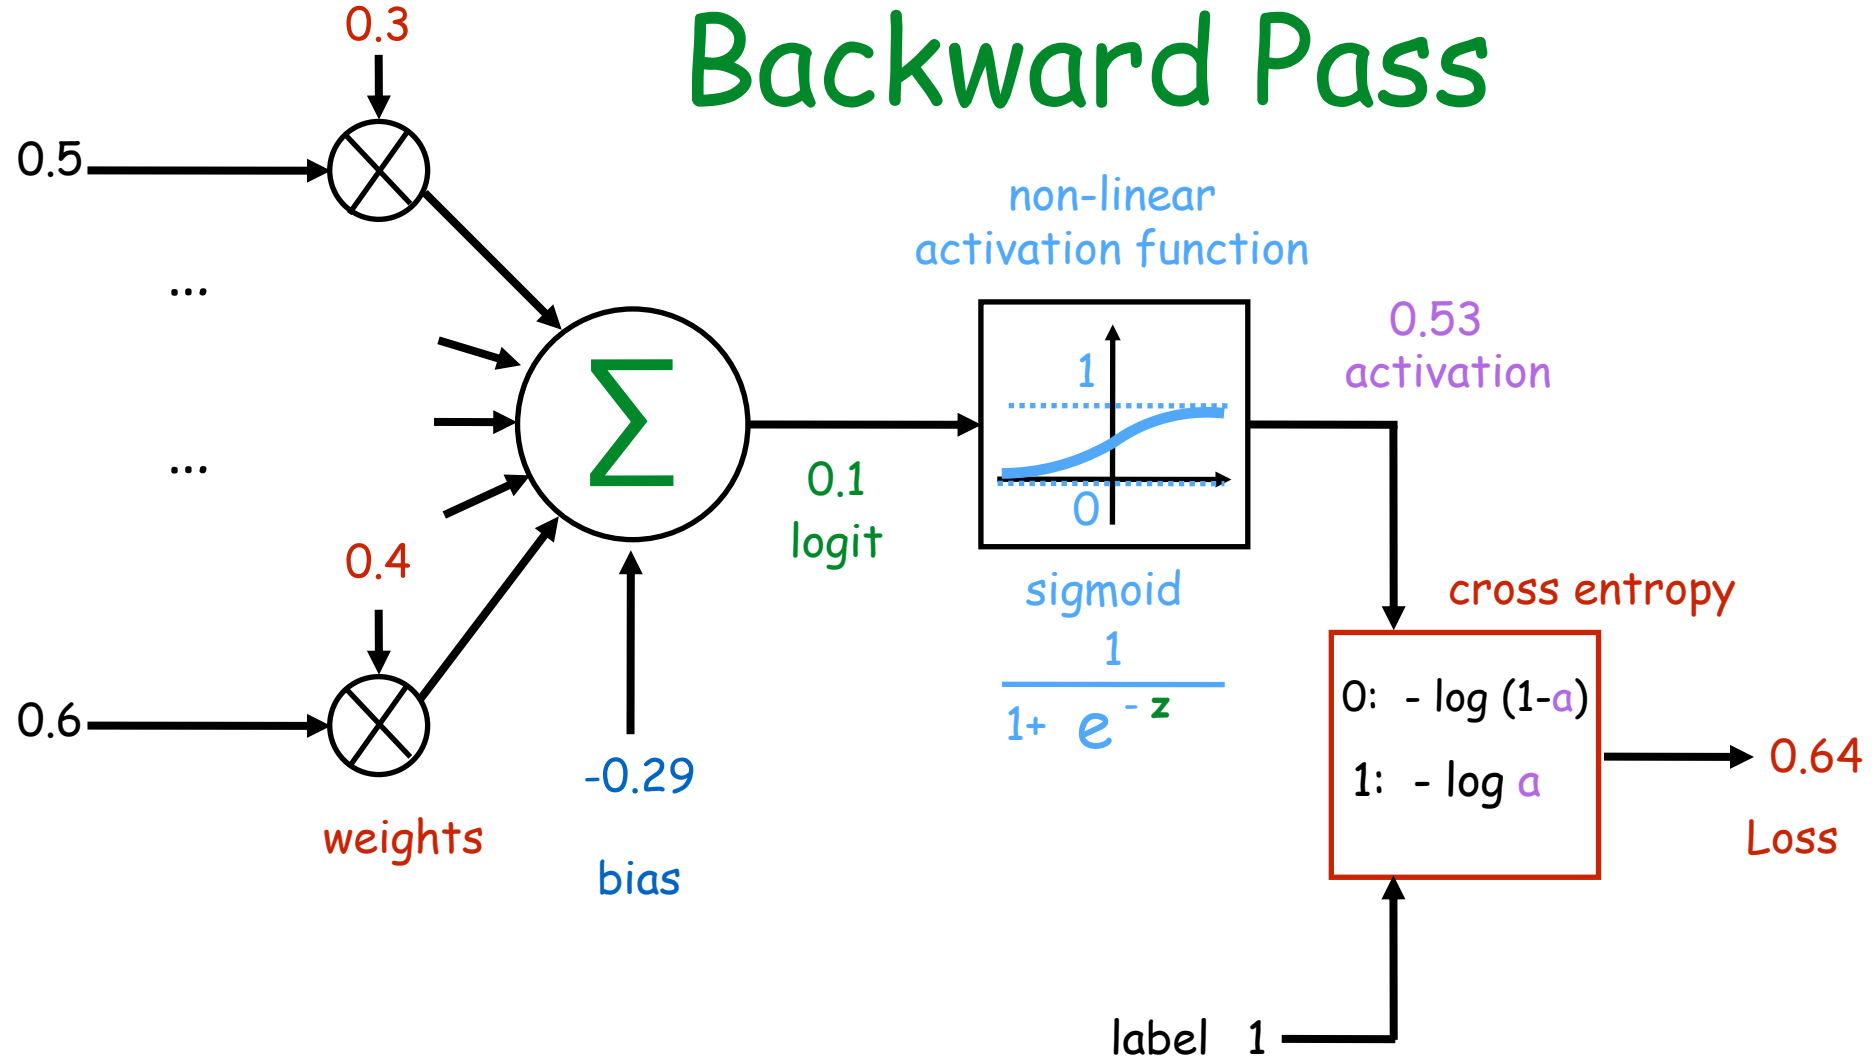 Backward Pass
0.3
0.5
...
...
0.4
0.6
weights
Σ
-0.29
bias
0.1
logit
non-linear
activation function
1
0
sigmoid
1
1+ e - z
0.53
activation
cross entropy
0: - log (1-a)
1: - log a
0.64
Loss
label 1